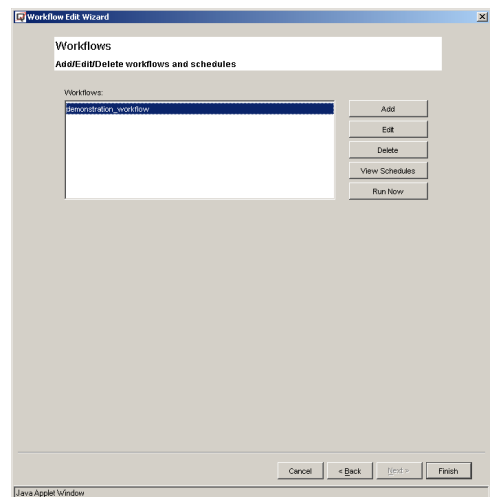 Workflow Edit Wizard
Workflows
Add/Edit/Delete workflows and schedules
Workflows:
demonstration_workflow
Add
Edit
Delete
View Schedules
Run Now
Cancel
< Back
Next >
Finish
Java Applet Window